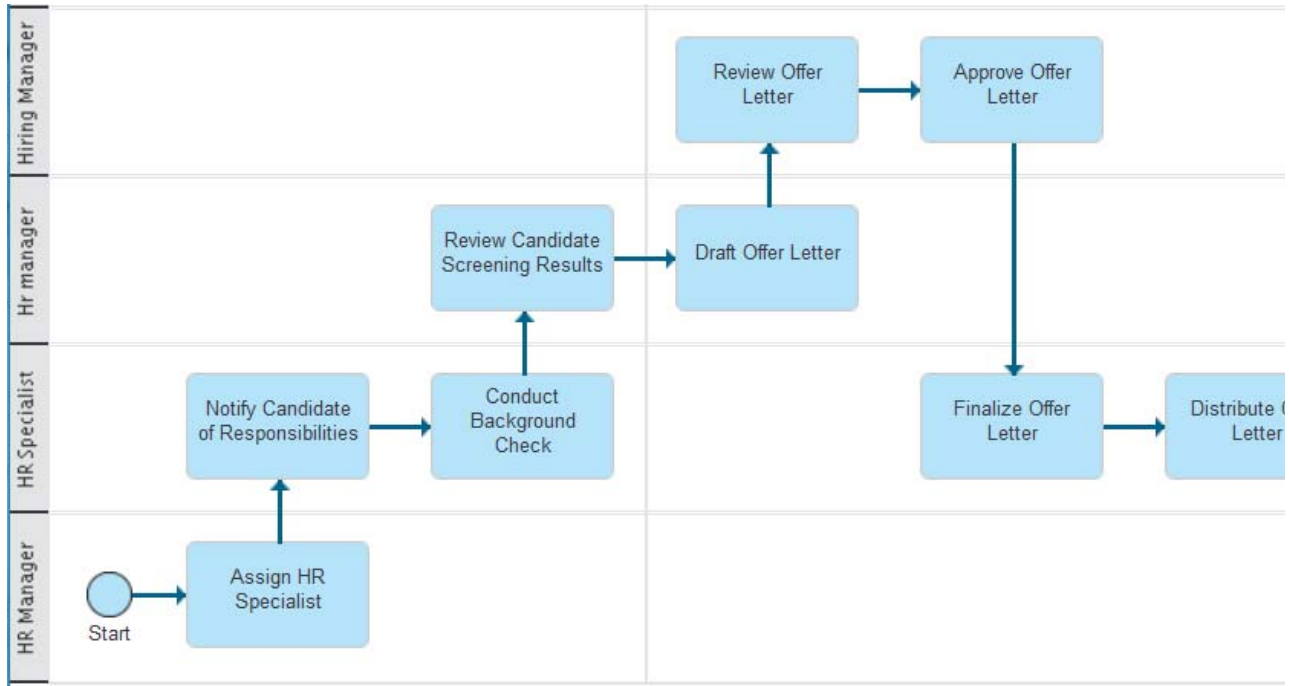 Hiring Manager
Review Offer
Letter
Approve Offer
Letter
Hr manager
Review Candidate
Screening Results
Draft Offer Letter
HR Specialist
Notify Candidate
of Responsibilities
Conduct
Background
Check
Finalize Offer
Letter
Distribute
Letter
HR Manager
Start
Assign HR
Specialist